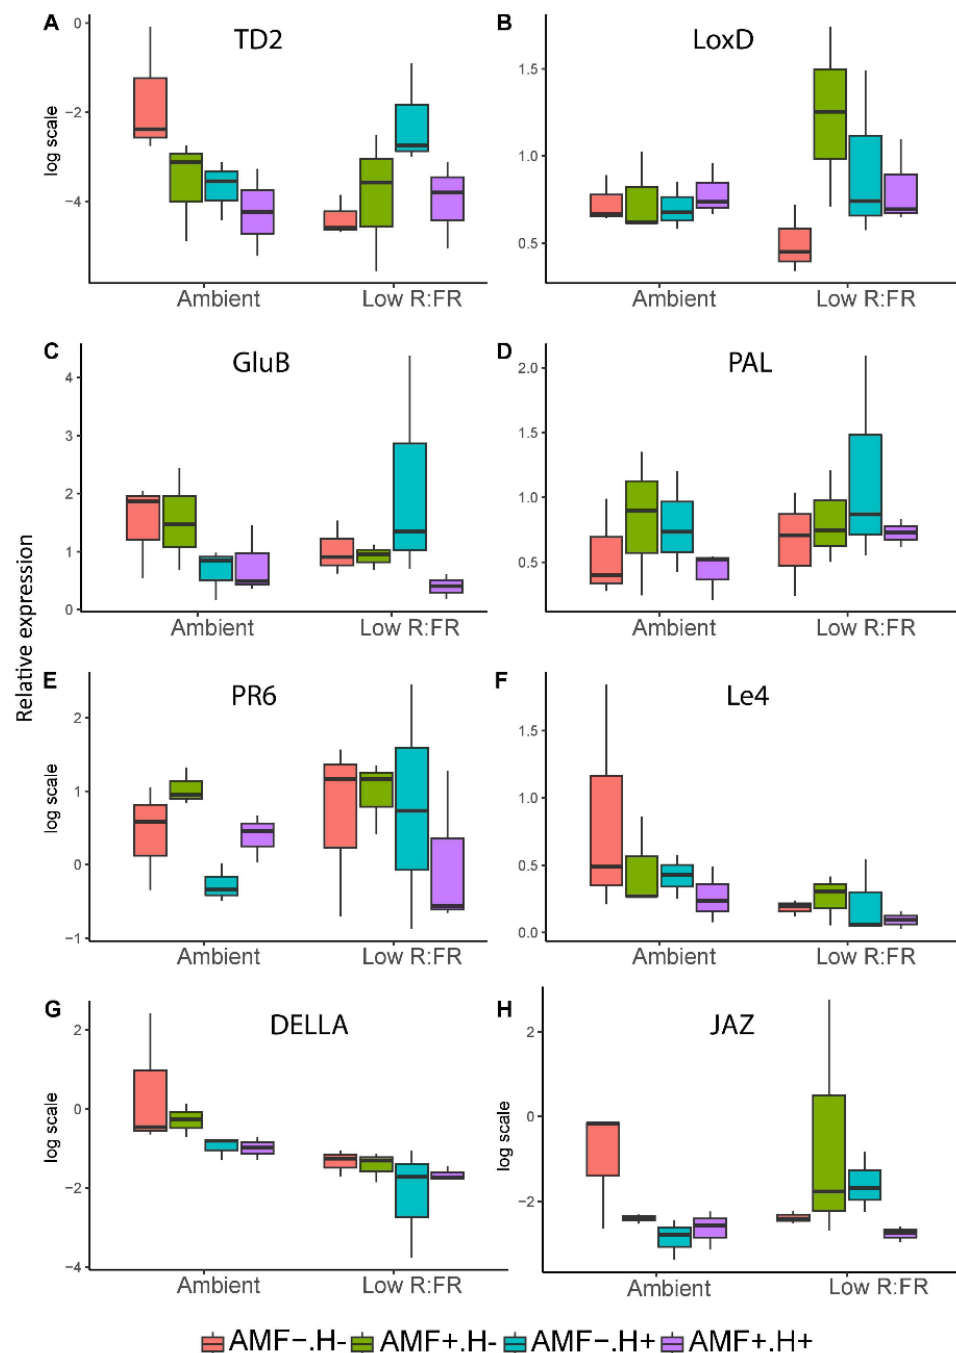 A
TD2
0
−2
−4
log scale
Ambient
Low R:FR
B
LoxD
1.5
1.0
0.5
Ambient
Low R:FR
C
GluB
4
3
2
1
0
Ambient
Low R:FR
D
PAL
2.0
1.5
1.0
0.5
Ambient
Low R:FR
Relative expression
E
PR6
2
1
0
−1
log scale
Ambient
Low R:FR
F
Le4
1.5
1.0
0.5
0.0
Ambient
Low R:FR
G
DELLA
2
0
−2
−4
log scale
Ambient
Low R:FR
H
JAZ
2
0
−2
log scale
Ambient
Low R:FR
AMF−.H- AMF+.H- AMF−.H+ AMF+.H+